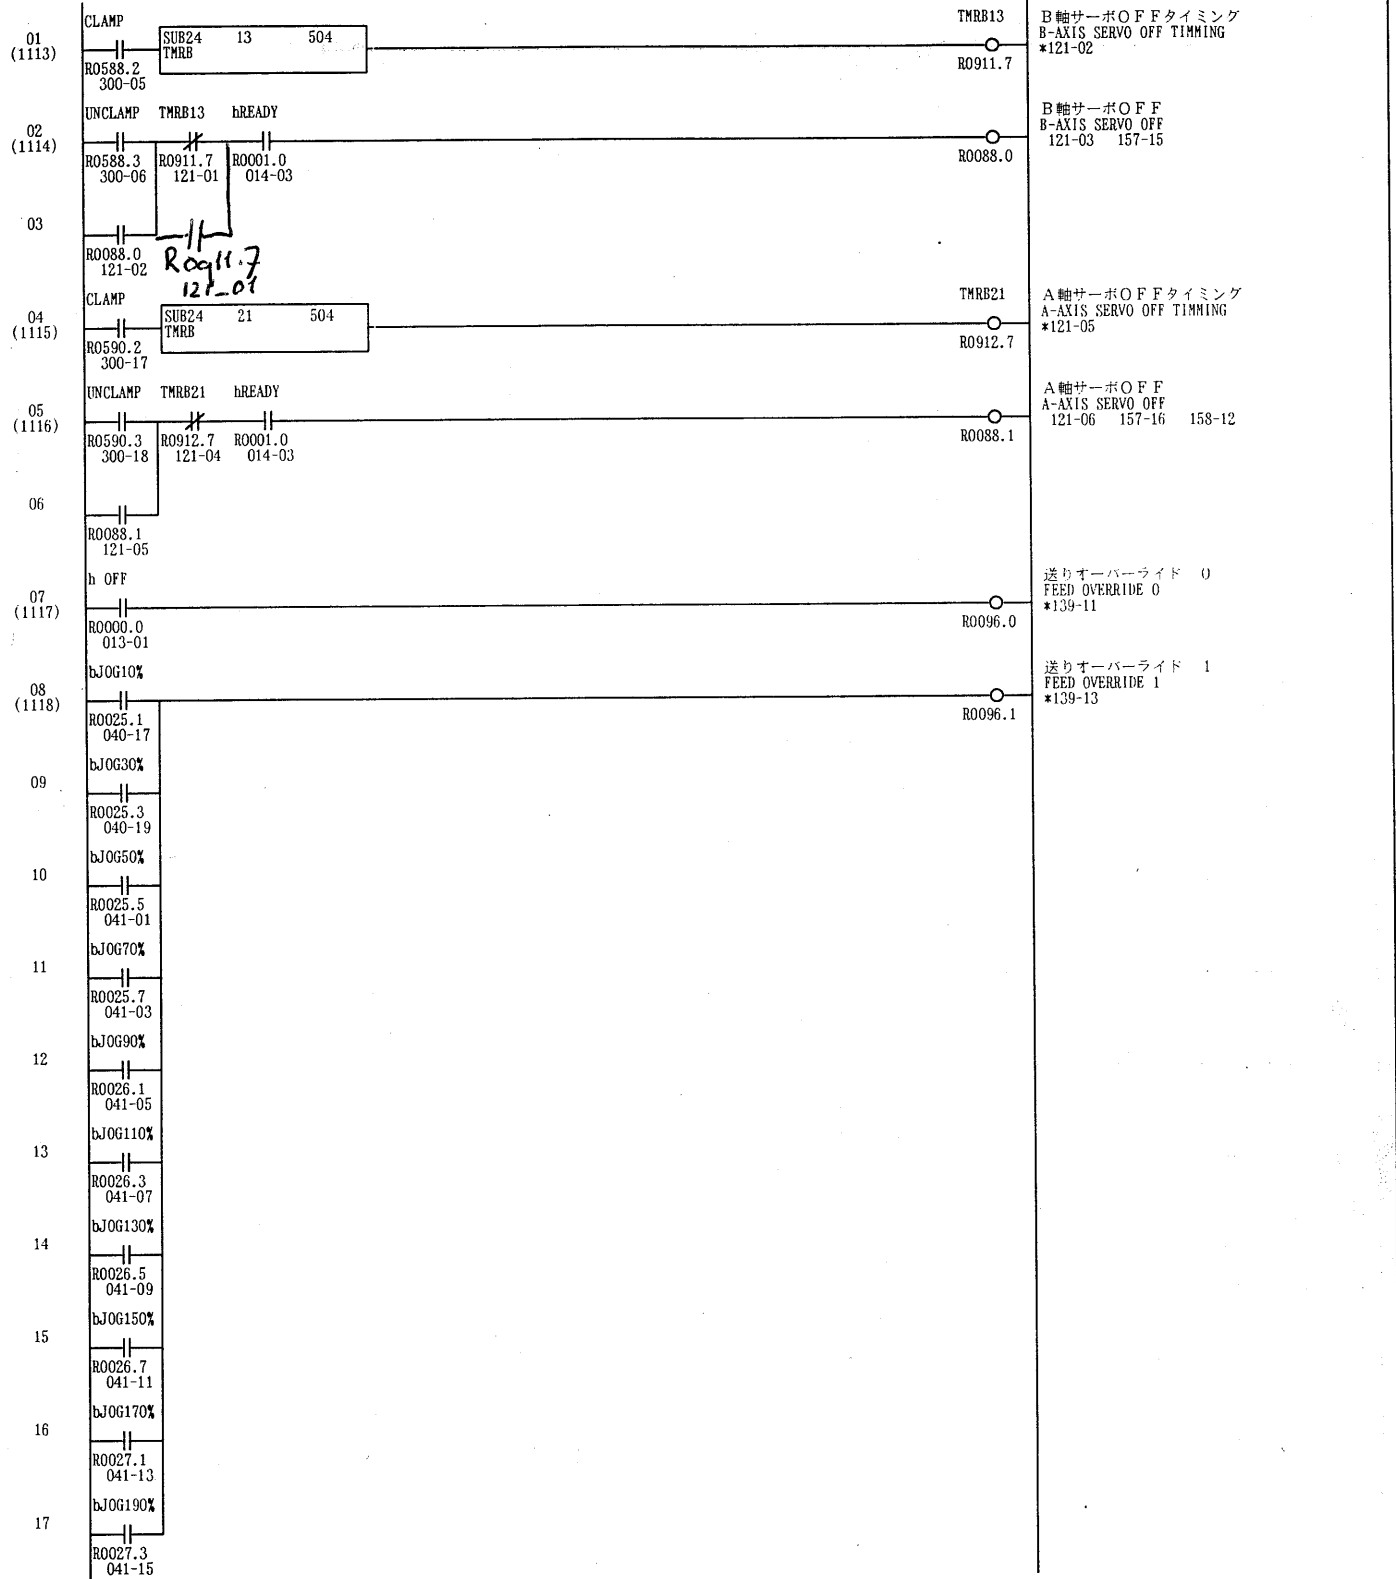 CLAMP
TMRB13
B軸サーボOFFタイミング
01
SUB24 13 504
B-AXIS SERVO OFF TIMMING
(1113)
TMRB
*121-02
R0588.2
R0911.7
300-05
UNCLAMP TMRB13 hREADY
B軸サーボOFF
02
B-AXIS SERVO OFF
(1114)
121-03 157-15
R0588.3 R0911.7 R0001.0
R0088.0
300-06 121-01 014-03
03
R0088.0
R0911.7
121-02
121-01
CLAMP
TMRB21
A軸サーボOFFタイミング
04
SUB24 21 504
A-AXIS SERVO OFF TIMMING
(1115)
TMRB
*121-05
R0590.2
R0912.7
300-17
UNCLAMP TMRB21 hREADY
A軸サーボOFF
05
A-AXIS SERVO OFF
(1116)
121-06 157-16 158-12
R0590.3 R0912.7 R0001.0
R0088.1
300-18 121-04 014-03
06
R0088.1
121-05
h OFF
送りオーバーライド 0
07
FEED OVERRIDE 0
(1117)
*139-11
R0000.0
R0096.0
013-01
bJOG10%
送りオーバーライド 1
08
FEED OVERRIDE 1
(1118)
*139-13
R0025.1
R0096.1
040-17
bJOG30%
09
R0025.3
040-19
bJOG50%
10
R0025.5
041-01
bJOG70%
11
R0025.7
041-03
bJOG90%
12
R0026.1
041-05
bJOG110%
13
R0026.3
041-07
bJOG130%
14
R0026.5
041-09
bJOG150%
15
R0026.7
041-11
bJOG170%
16
R0027.1
041-13
bJOG190%
17
R0027.3
041-15